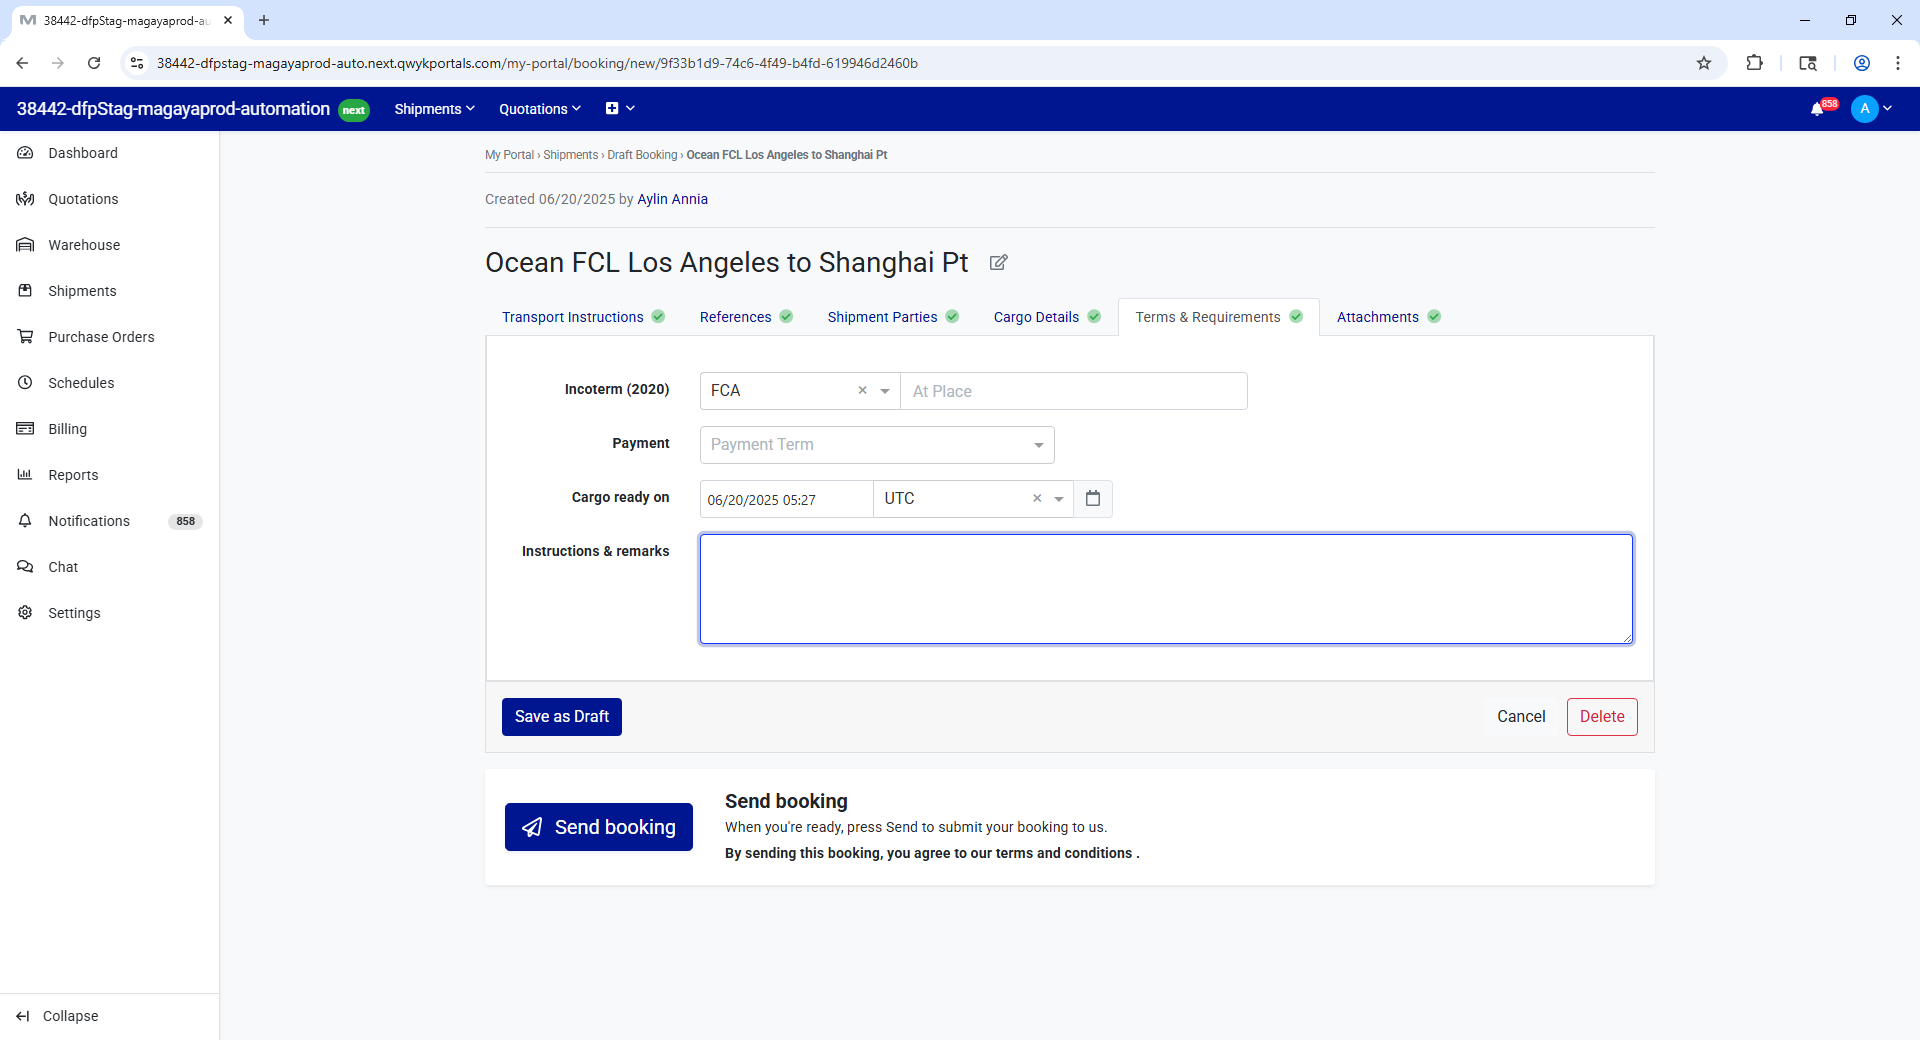 38442-dfpStag-magayaprod-au
38442-dfpstag-magayaprod-auto.next.qwykportals.com/my-portal/booking/new/9f33b1d9-74c6-4f49-b4fd-619946d2460b
38442-dfpStag-magayaprod-automation next Shipments Quotations 858 A
Dashboard
Quotations
Warehouse
Shipments
Purchase Orders
Schedules
Billing
Reports
Notifications 858
Chat
Settings
Collapse
My Portal › Shipments › Draft Booking › Ocean FCL Los Angeles to Shanghai Pt
Created 06/20/2025 by Aylin Annia
Ocean FCL Los Angeles to Shanghai Pt
Transport Instructions References Shipment Parties Cargo Details Terms & Requirements Attachments
Incoterm (2020) FCA × At Place
Payment Payment Term
Cargo ready on 06/20/2025 05:27 UTC ×
Instructions & remarks
Save as Draft Cancel Delete
Send booking
Send booking
When you're ready, press Send to submit your booking to us.
By sending this booking, you agree to our terms and conditions .